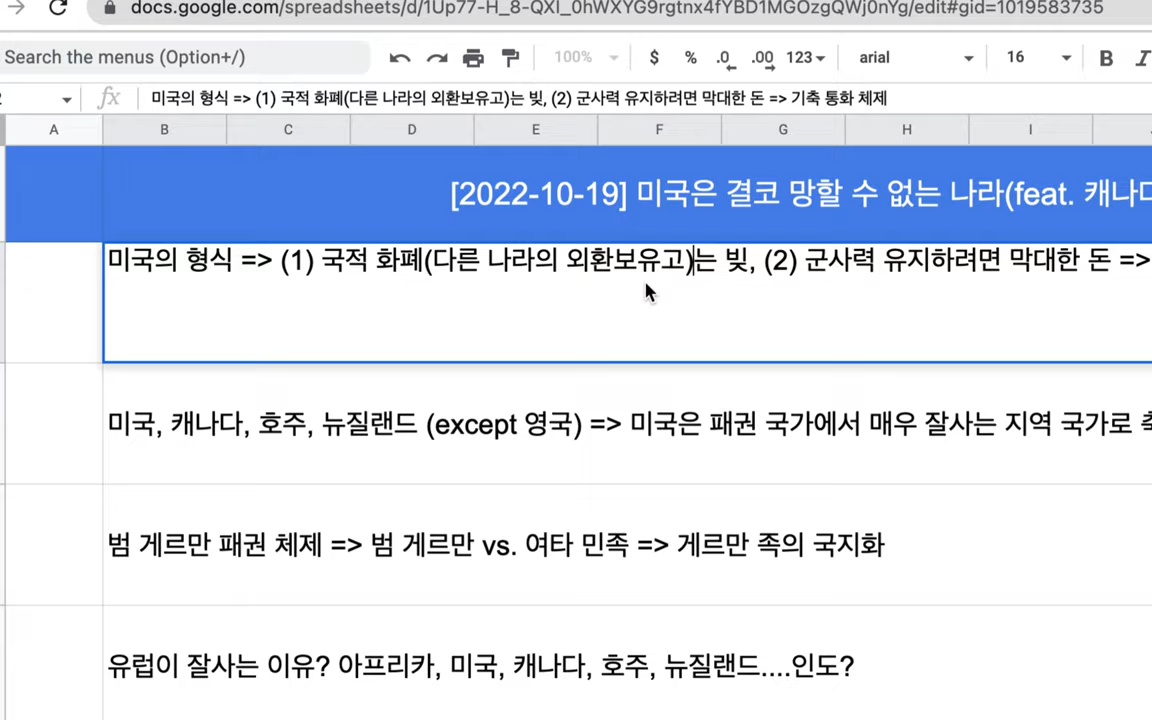 docs.google.com/spreadsheets/d/1Up77-H_8-QXI_0hWXYG9rgtnx4fYBD1MGOzgQWj0nYg/edit#gid=1019583735
Search the menus (Option+/) 100% $ % .0 .00 123 arial 16 B I
fx 미국의 형식 => (1) 국적 화폐(다른 나라의 외환보유고)는 빚, (2) 군사력 유지하려면 막대한 돈 => 기축 통화 체제
A B C D E F G H I
[2022-10-19] 미국은 결코 망할 수 없는 나라(feat. 캐나다
미국의 형식 => (1) 국적 화폐(다른 나라의 외환보유고)는 빚, (2) 군사력 유지하려면 막대한 돈 =>
미국, 캐나다, 호주, 뉴질랜드 (except 영국) => 미국은 패권 국가에서 매우 잘사는 지역 국가로
범 게르만 패권 체제 => 범 게르만 vs. 여타 민족 => 게르만 족의 국지화
유럽이 잘사는 이유? 아프리카, 미국, 캐나다, 호주, 뉴질랜드....인도?